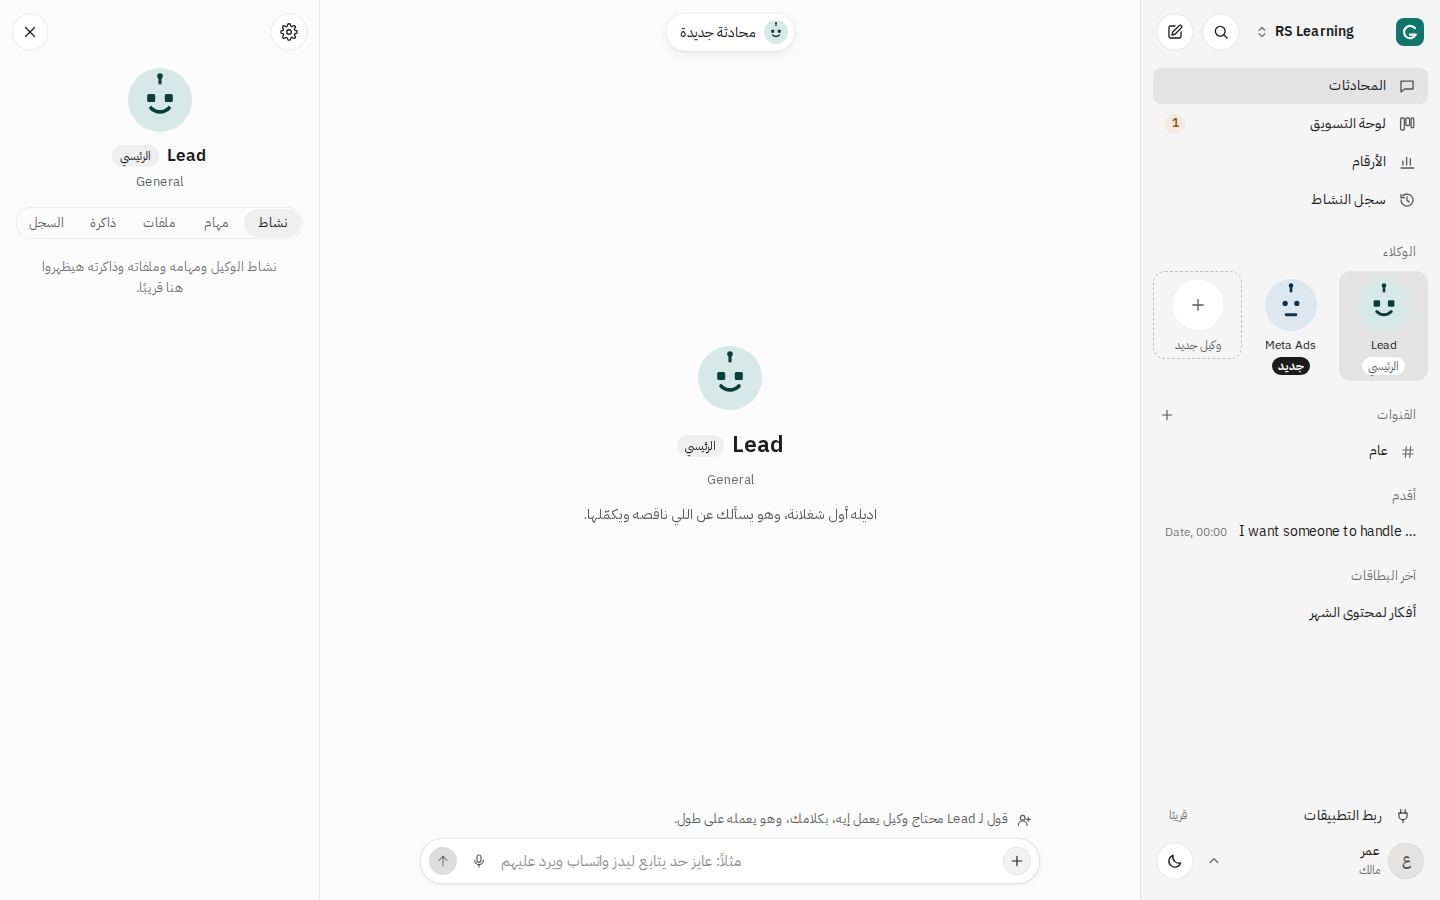 RS Learning
المحادثات
لوحة التسويق 1
الأرقام
سجل النشاط
الوكلاء
Lead
الرئيسي
Meta Ads
جديد
وكيل جديد
القنوات
عام
أقدم
I want someone to handle ... Date, 00:00
آخر البطاقات
أفكار لمحتوى الشهر
ربط التطبيقات قريبًا
ع
عمر
مالك
محادثة جديدة
Lead الرئيسي
General
اديله أول شغلانة، وهو يسألك عن اللي ناقصه ويكمّلها.
قول لـ Lead محتاج وكيل يعمل إيه، بكلامك، وهو يعمله على طول.
مثلاً: عايز حد يتابع ليدز واتساب ويرد عليهم
Lead الرئيسي
General
نشاط مهام ملفات ذاكرة السجل
نشاط الوكيل ومهامه وملفاته وذاكرته هيظهروا
هنا قريبًا.